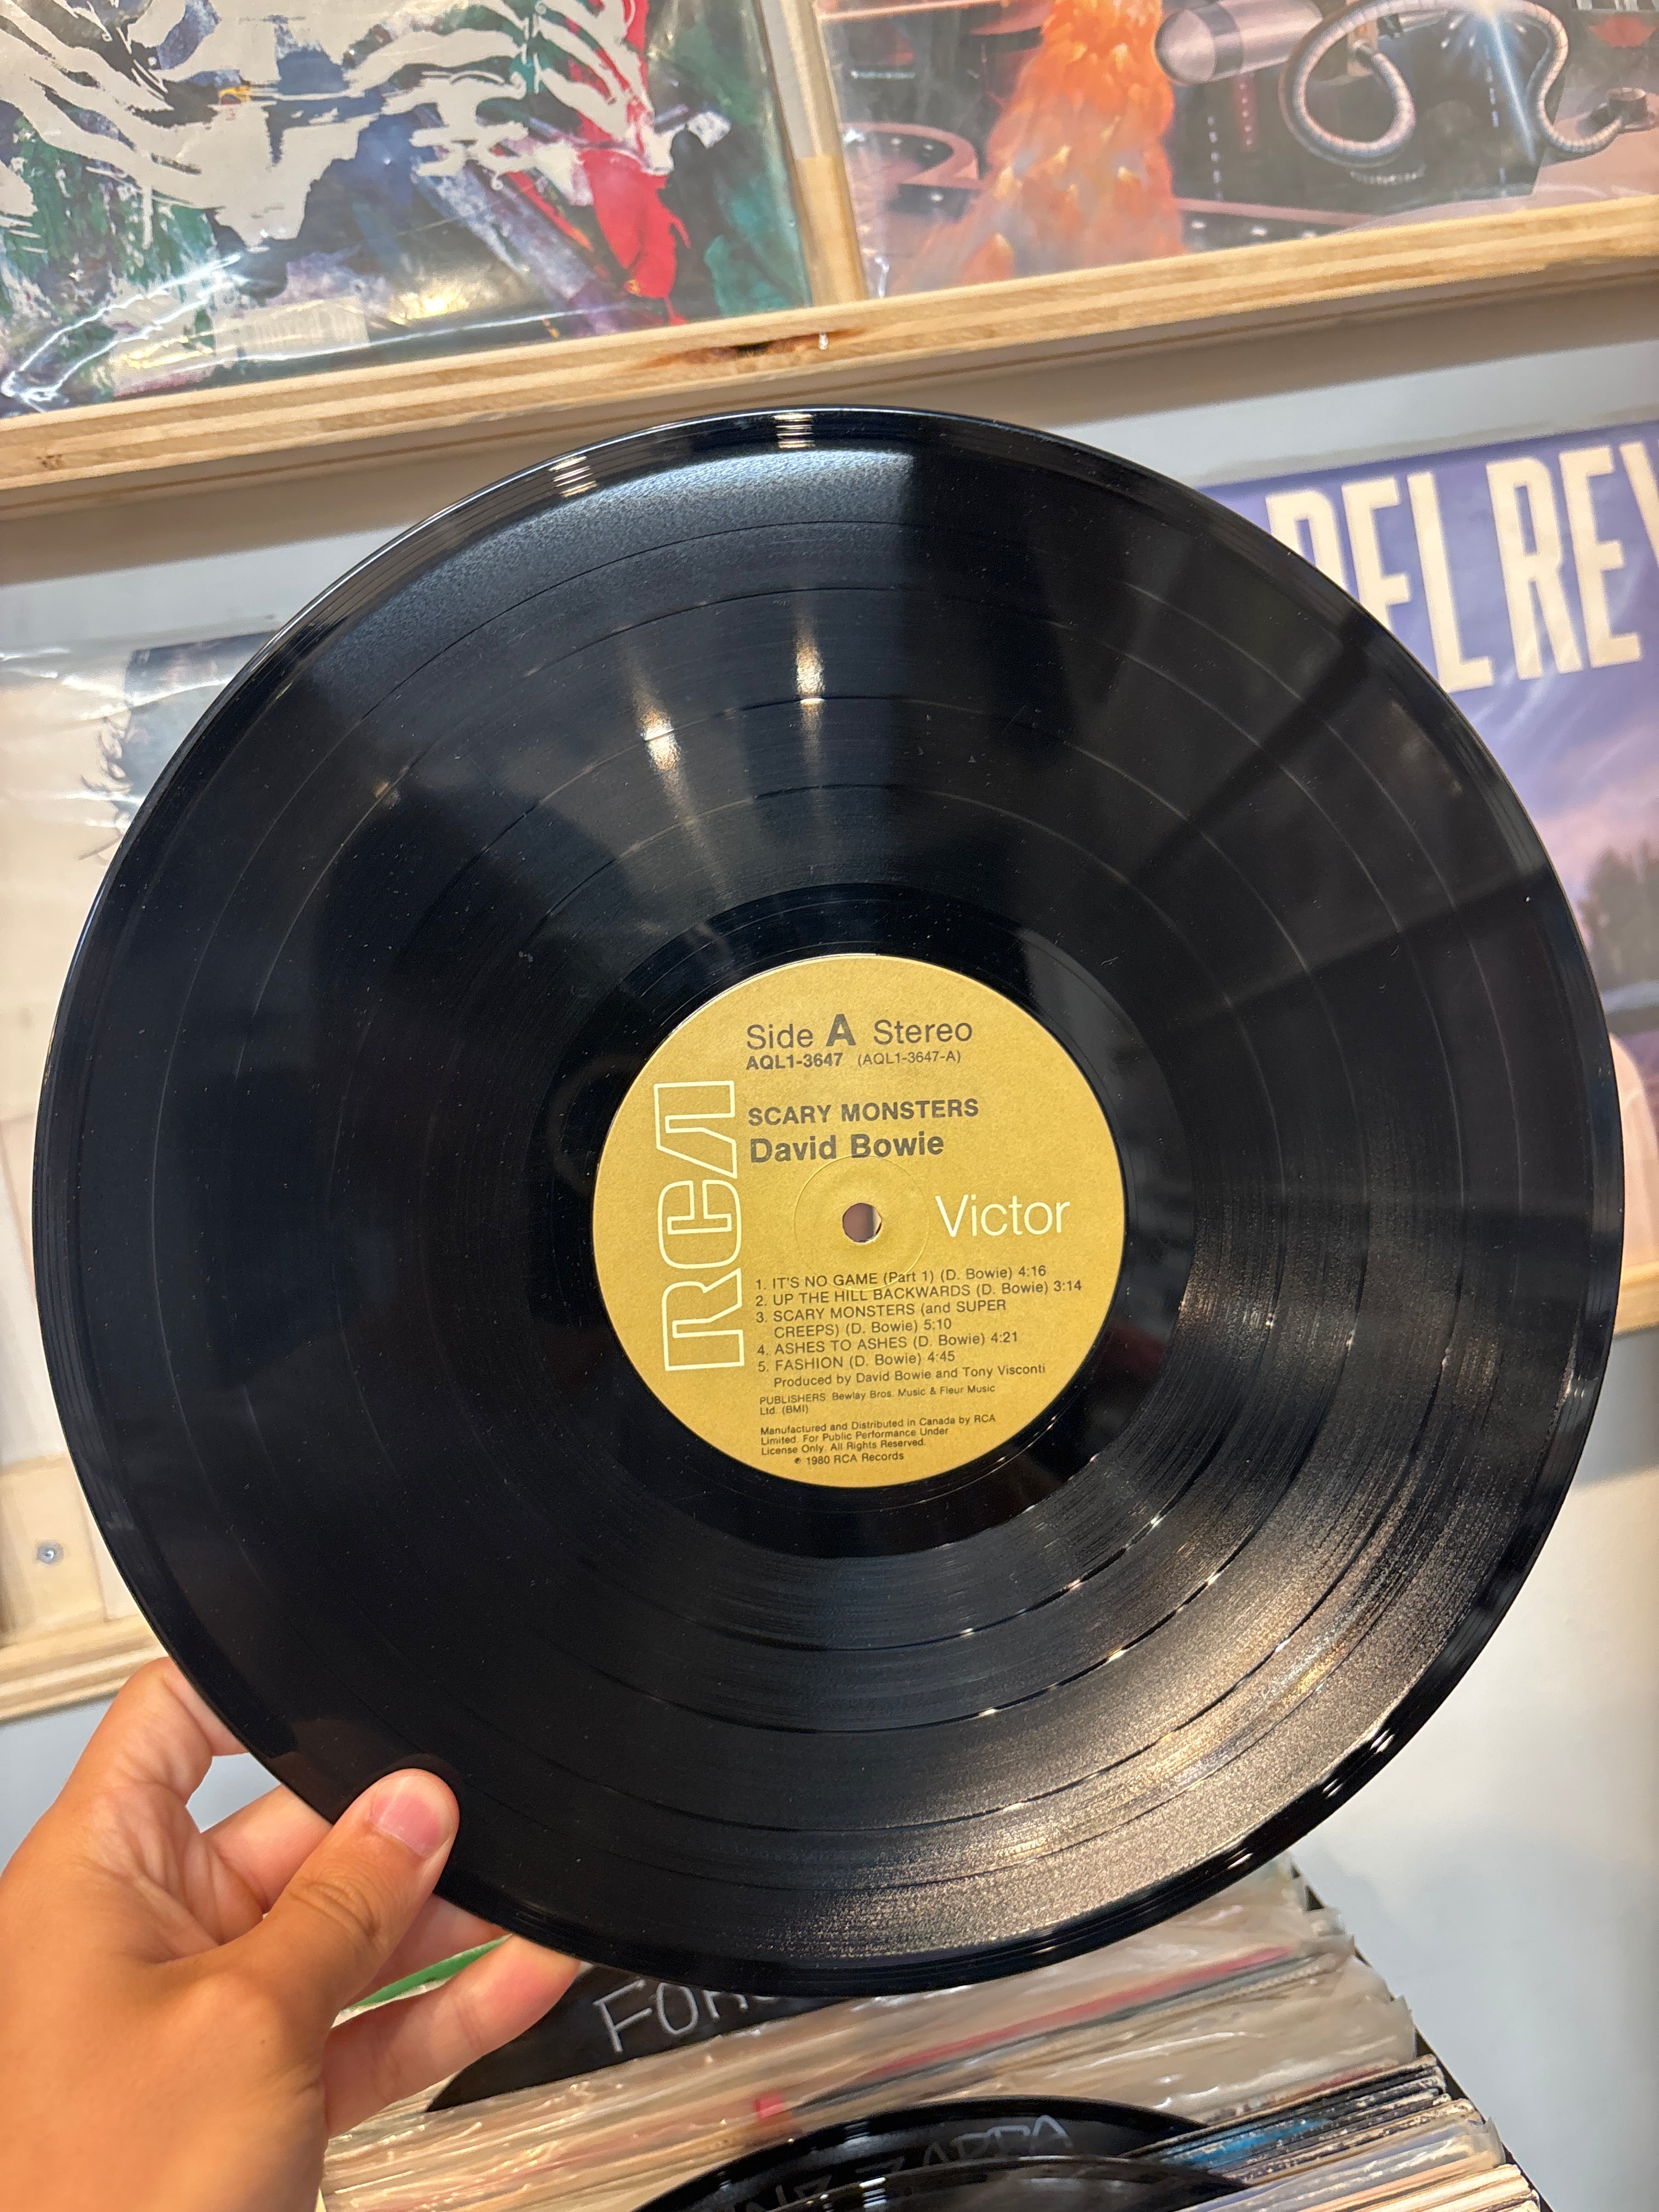 DEL REY
Side A Stereo
AQL1-3647 (AQL1-3647-A)
SCARY MONSTERS
David Bowie
RCA
Victor
1. IT'S NO GAME (Part 1) (D. Bowie) 4:16
2. UP THE HILL BACKWARDS (D. Bowie) 3:14
3. SCARY MONSTERS (and SUPER
CREEPS) (D. Bowie) 5:10
4. ASHES TO ASHES (D. Bowie) 4:21
5. FASHION (D. Bowie) 4:45
Produced by David Bowie and Tony Visconti
PUBLISHERS: Bewlay Bros. Music & Fleur Music
Ltd. (BMI)
Manufactured and Distributed in Canada by RCA
Limited. For Public Performance Under
License Only. All Rights Reserved.
℗ 1980 RCA Records
ZAPPA